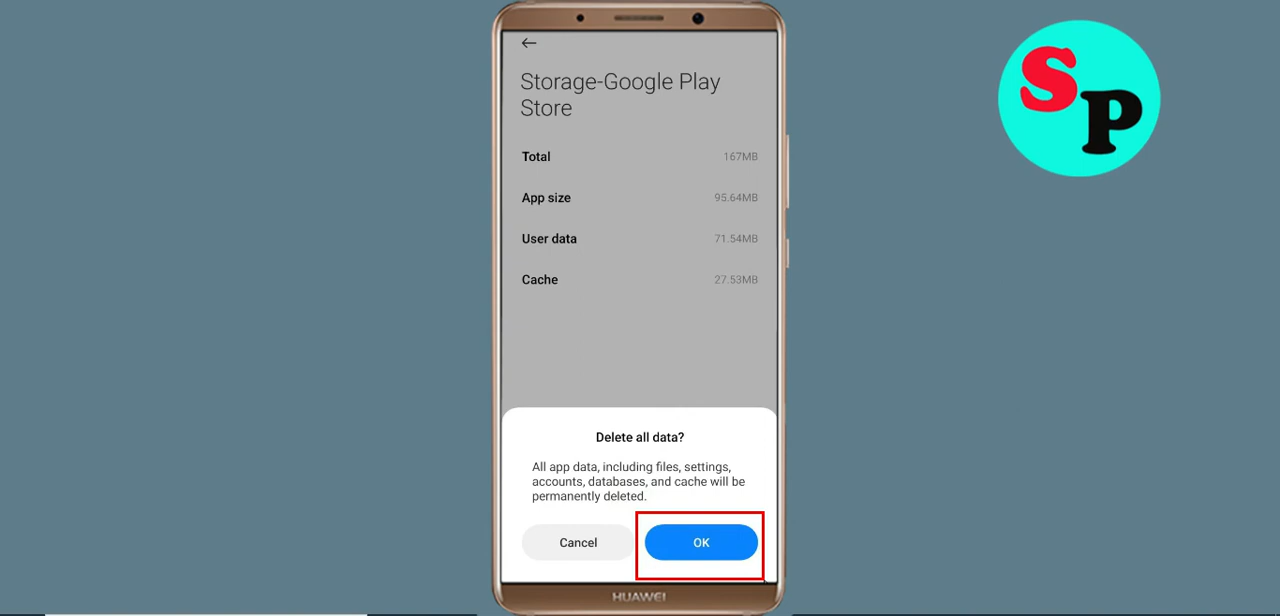 SP
Storage-Google Play
Store
Total 167MB
App size 95.64MB
User data 71.54MB
Cache 27.53MB
Delete all data?
All app data, including files, settings,
accounts, databases, and cache will be
permanently deleted.
Cancel OK
HUAWEI